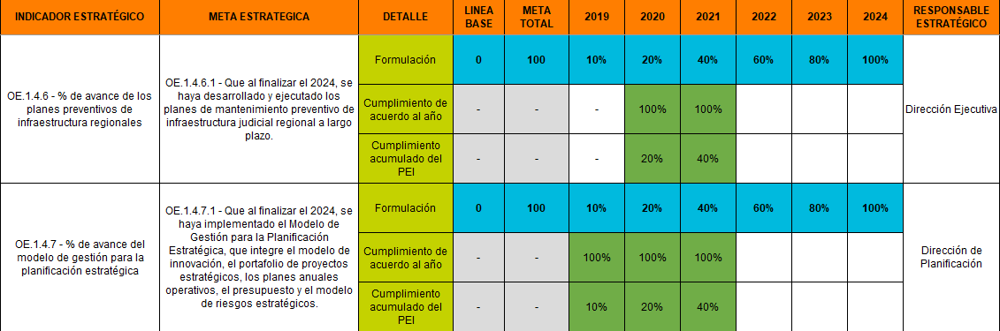 INDICADOR ESTRATÉGICO META ESTRATEGICA DETALLE LINEA BASE META TOTAL 2019 2020 2021 2022 2023 2024 RESPONSABLE ESTRATÉGICO
OE.1.4.6 - % de avance de los
planes preventivos de
infraestructura regionales
OE.1.4.6.1 - Que al finalizar el 2024, se
haya desarrollado y ejecutado los
planes de mantenimiento preventivo de
infraestructura judicial regional a largo
plazo.
Formulación 0 100 10% 20% 40% 60% 80% 100%
Cumplimiento de
acuerdo al año - - - 100% 100%
Cumplimiento
acumulado del
PEI - - - 20% 40%
Dirección Ejecutiva
OE.1.4.7 - % de avance del
modelo de gestión para la
planificación estratégica
OE.1.4.7.1 - Que al finalizar el 2024, se
haya implementado el Modelo de
Gestión para la Planificación
Estratégica, que integre el modelo de
innovación, el portafolio de proyectos
estratégicos, los planes anuales
operativos, el presupuesto y el modelo
de riesgos estratégicos.
Formulación 0 100 10% 20% 40% 60% 80% 100%
Cumplimiento de
acuerdo al año - - 100% 100% 100%
Cumplimiento
acumulado del
PEI - - 10% 20% 40%
Dirección de
Planificación